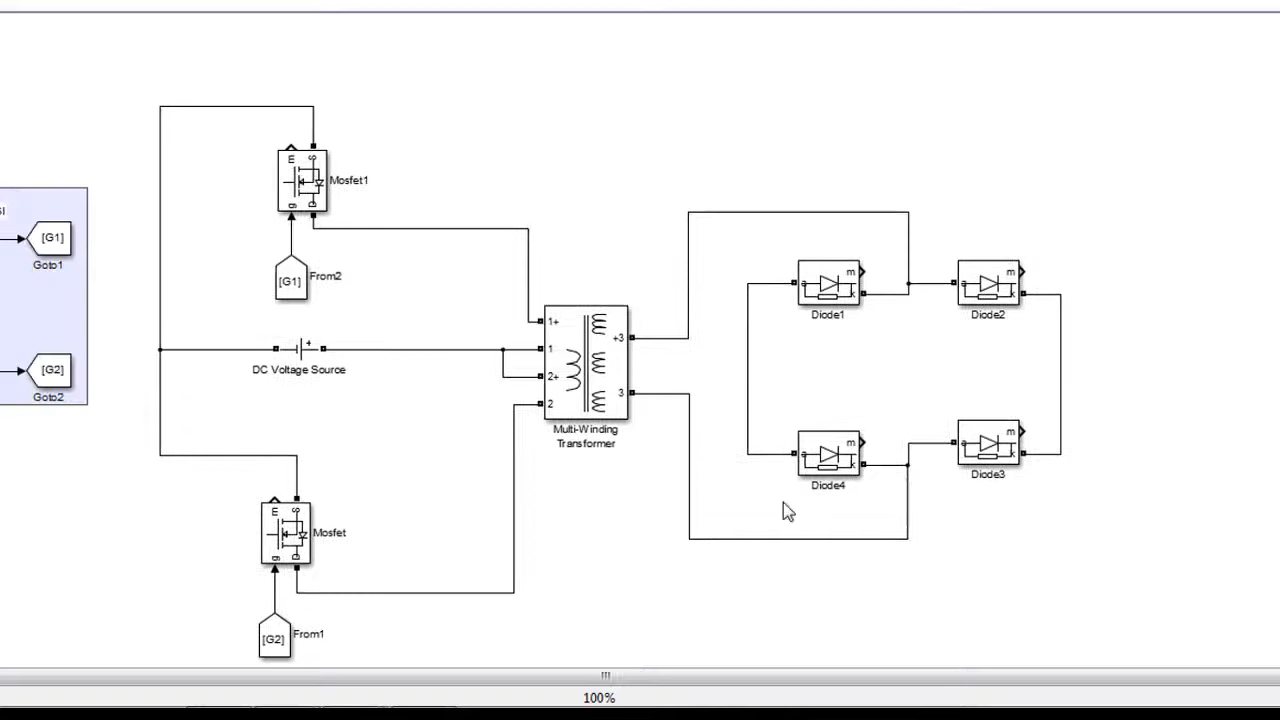 m
s
g
D
Mosfet1
[G1]
Goto1
[G1]
From2
[G2]
Goto2
+
DC Voltage Source
1+
1
2+
2
+3
3
Multi-Winding
Transformer
m
a
k
Diode1
m
a
k
Diode2
m
a
k
Diode4
m
a
k
Diode3
m
s
g
D
Mosfet
[G2]
From1
100%